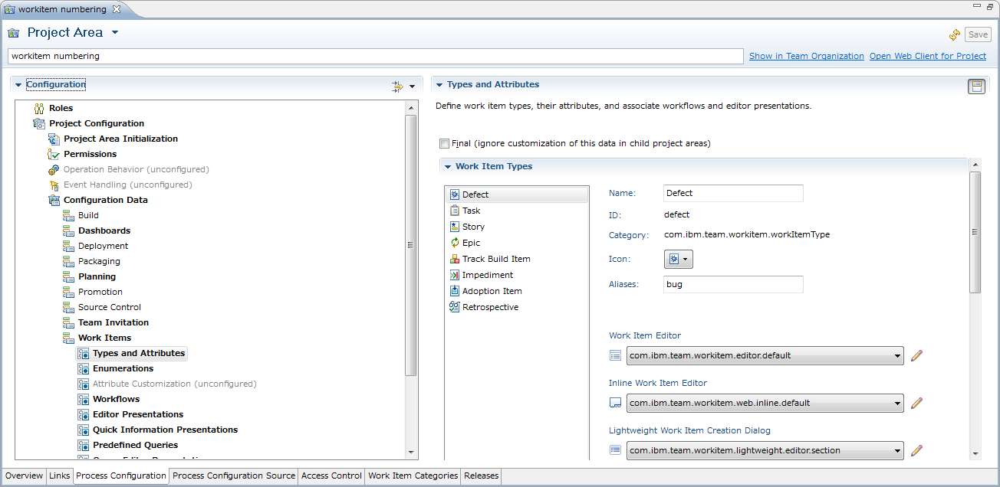 workitem numbering
Project Area
Save
workitem numbering
Show in Team Organization
Open Web Client for Project
Configuration
Roles
Project Configuration
Project Area Initialization
Permissions
Operation Behavior (unconfigured)
Event Handling (unconfigured)
Configuration Data
Build
Dashboards
Deployment
Packaging
Planning
Promotion
Source Control
Team Invitation
Work Items
Types and Attributes
Enumerations
Attribute Customization (unconfigured)
Workflows
Editor Presentations
Quick Information Presentations
Predefined Queries
Types and Attributes
Define work item types, their attributes, and associate workflows and editor presentations.
Final (ignore customization of this data in child project areas)
Work Item Types
Defect
Task
Story
Epic
Track Build Item
Impediment
Adoption Item
Retrospective
Name: Defect
ID: defect
Category: com.ibm.team.workitem.workItemType
Icon:
Aliases: bug
Work Item Editor
com.ibm.team.workitem.editor.default
Inline Work Item Editor
com.ibm.team.workitem.web.inline.default
Lightweight Work Item Creation Dialog
com.ibm.team.workitem.lightweight.editor.section
Overview Links Process Configuration Process Configuration Source Access Control Work Item Categories Releases